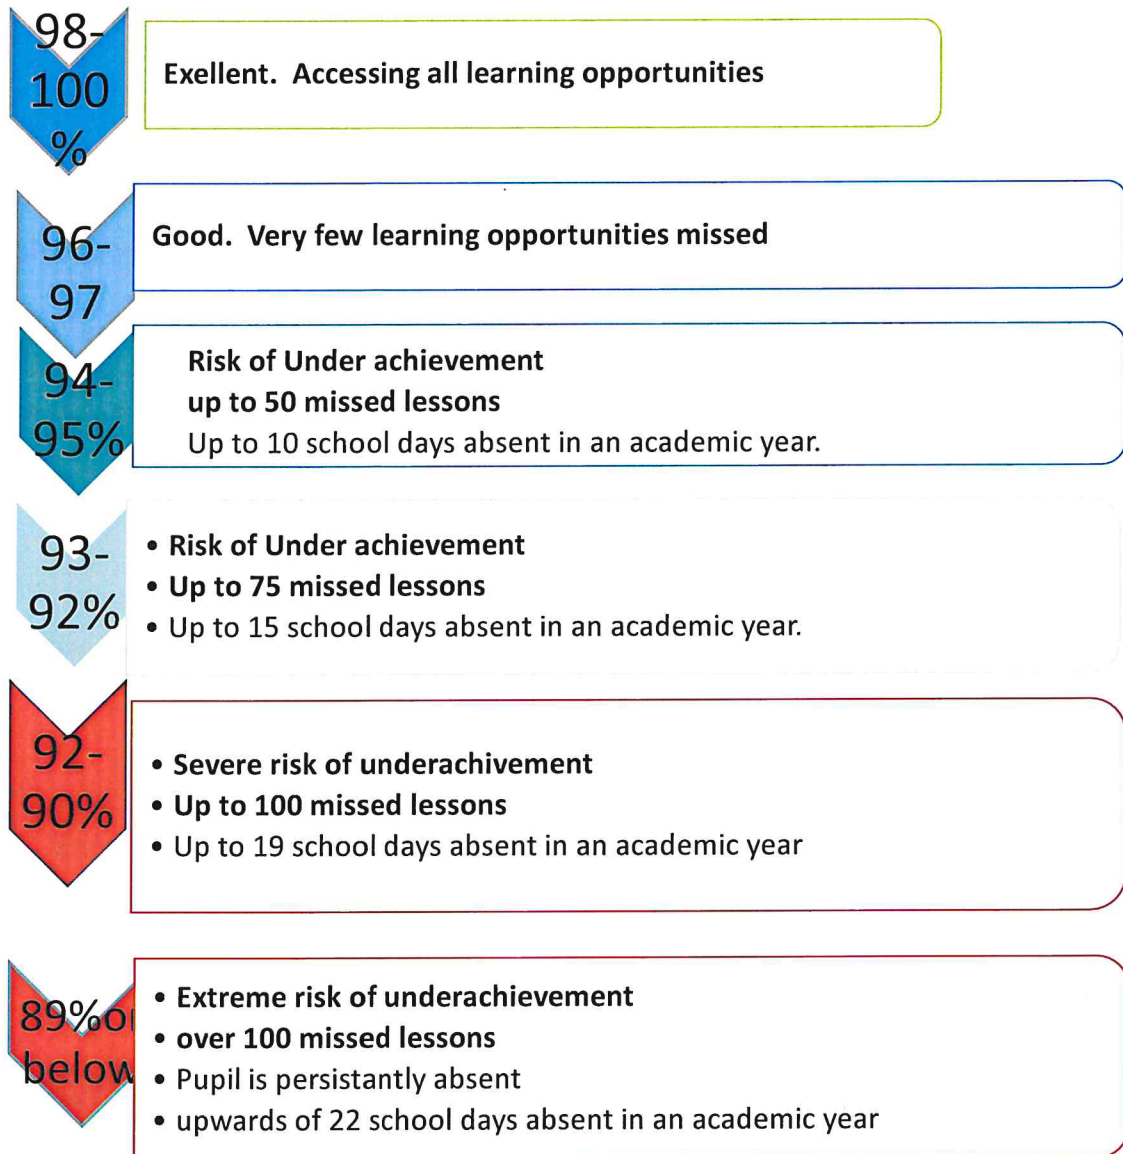 98-
100
%
Exellent.  Accessing all learning opportunities
96-
97
Good.  Very few learning opportunities missed
94-
95%
Risk of Under achievement
up to 50 missed lessons
Up to 10 school days absent in an academic year.
93-
92%
• Risk of Under achievement
• Up to 75 missed lessons
• Up to 15 school days absent in an academic year.
92-
90%
• Severe risk of underachivement
• Up to 100 missed lessons
• Up to 19 school days absent in an academic year
89%or
below
• Extreme risk of underachievement
• over 100 missed lessons
• Pupil is persistantly absent
• upwards of 22 school days absent in an academic year